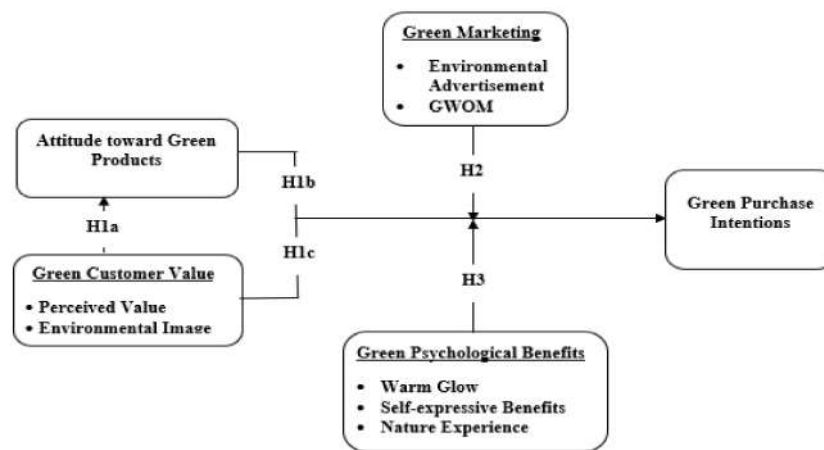 Green Marketing
• Environmental
Advertisement
• GWOM
Attitude toward Green
Products
H1b
H2
Green Purchase
Intentions
H1a
H1c
Green Customer Value
• Perceived Value
• Environmental Image
H3
Green Psychological Benefits
• Warm Glow
• Self-expressive Benefits
• Nature Experience